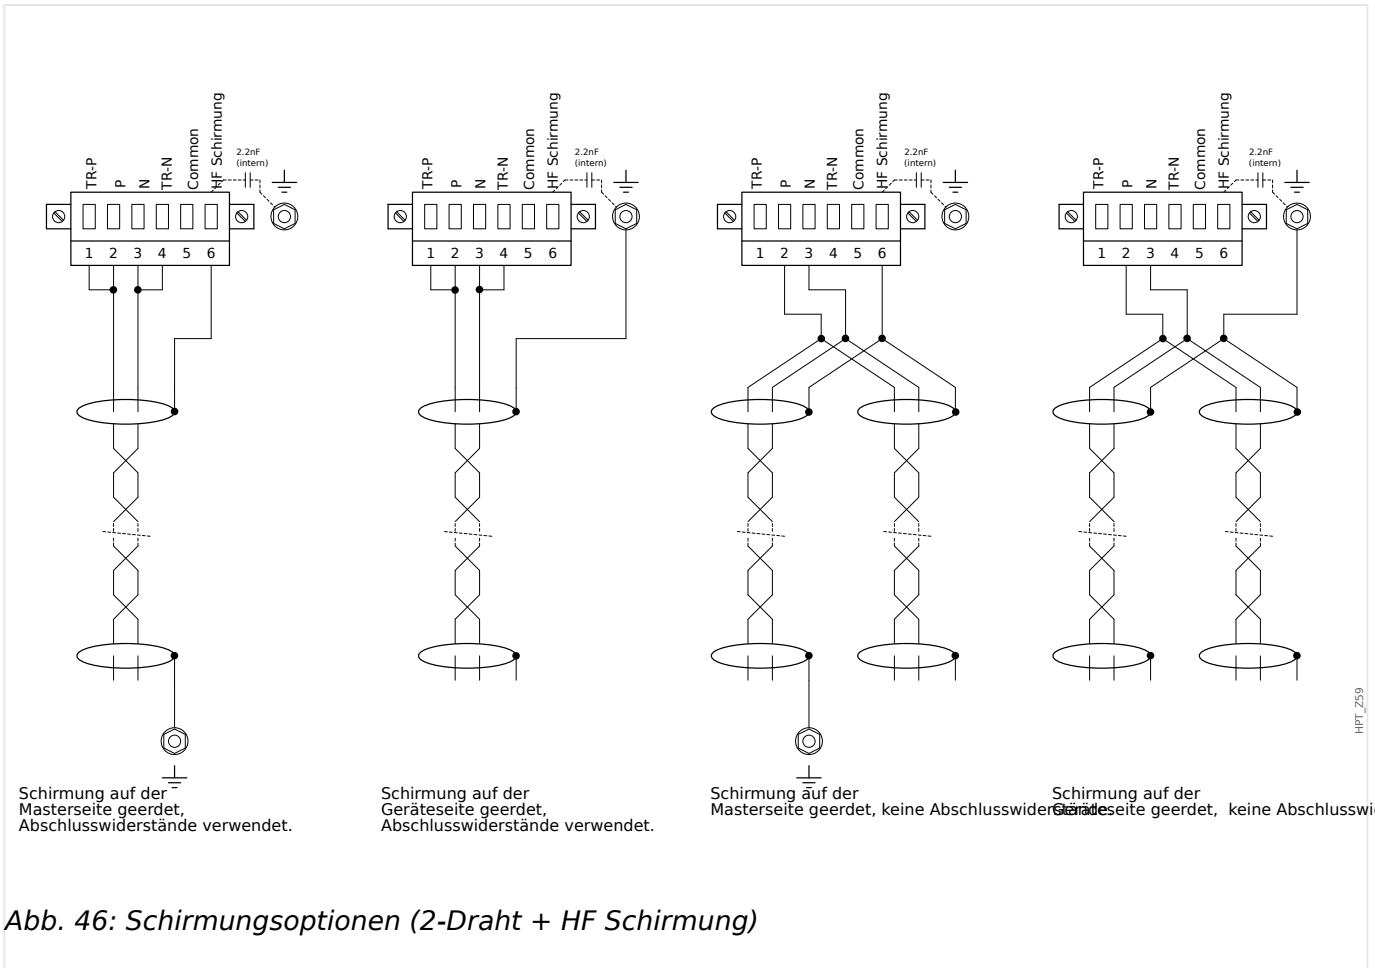 TR-P
P
N
TR-N
Common
HF Schirmung
2.2nF
(intern)
1 2 3 4 5 6
TR-P
P
N
TR-N
Common
HF Schirmung
2.2nF
(intern)
1 2 3 4 5 6
TR-P
P
N
TR-N
Common
HF Schirmung
2.2nF
(intern)
1 2 3 4 5 6
TR-P
P
N
TR-N
Common
HF Schirmung
2.2nF
(intern)
1 2 3 4 5 6
HPT_Z59
Schirmung auf der
Masterseite geerdet,
Abschlusswiderstände verwendet.
Schirmung auf der
Geräteseite geerdet,
Abschlusswiderstände verwendet.
Schirmung auf der
Masterseite geerdet, keine Abschlusswiderstände.
Schirmung auf der
Geräteseite geerdet, keine
Abb. 46: Schirmungsoptionen (2-Draht + HF Schirmung)